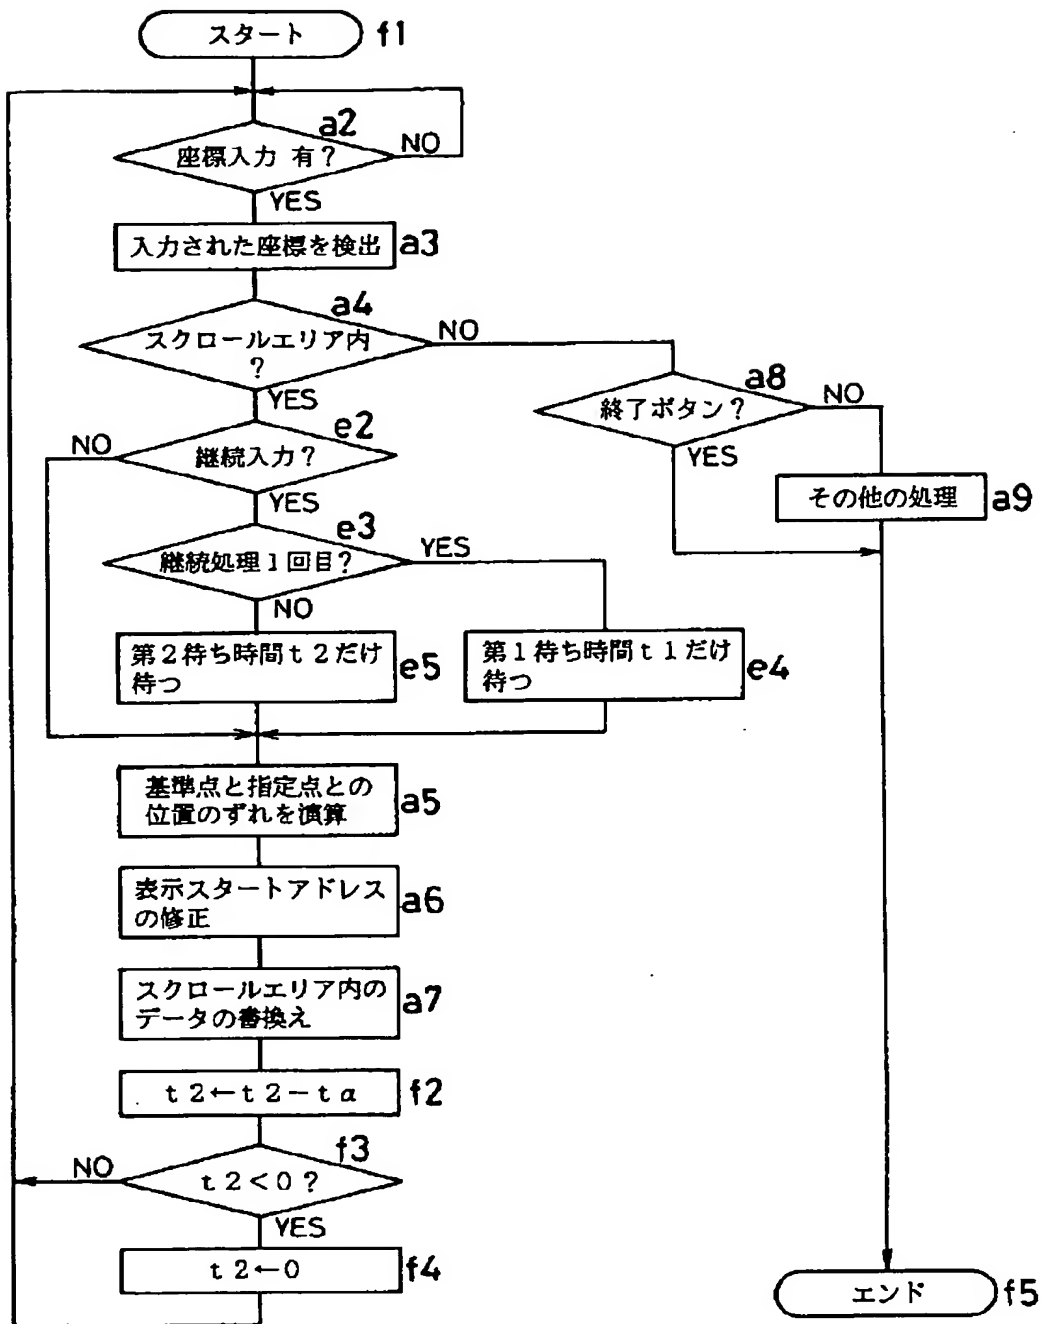 スタート f1
a2
座標入力 有？ NO
YES
入力された座標を検出 a3
a4
スクロールエリア内 NO
？
YES
a8
終了ボタン？ NO
YES
その他の処理 a9
e2
NO 継続入力？
YES
e3
継続処理１回目？ YES
NO
第２待ち時間ｔ２だけ
待つ e5
第１待ち時間ｔ１だけ
待つ e4
基準点と指定点との
位置のずれを演算 a5
表示スタートアドレス
の修正 a6
スクロールエリア内の
データの書換え a7
ｔ２←ｔ２－ｔα f2
f3
NO ｔ２＜０？
YES
ｔ２←０ f4
エンド f5